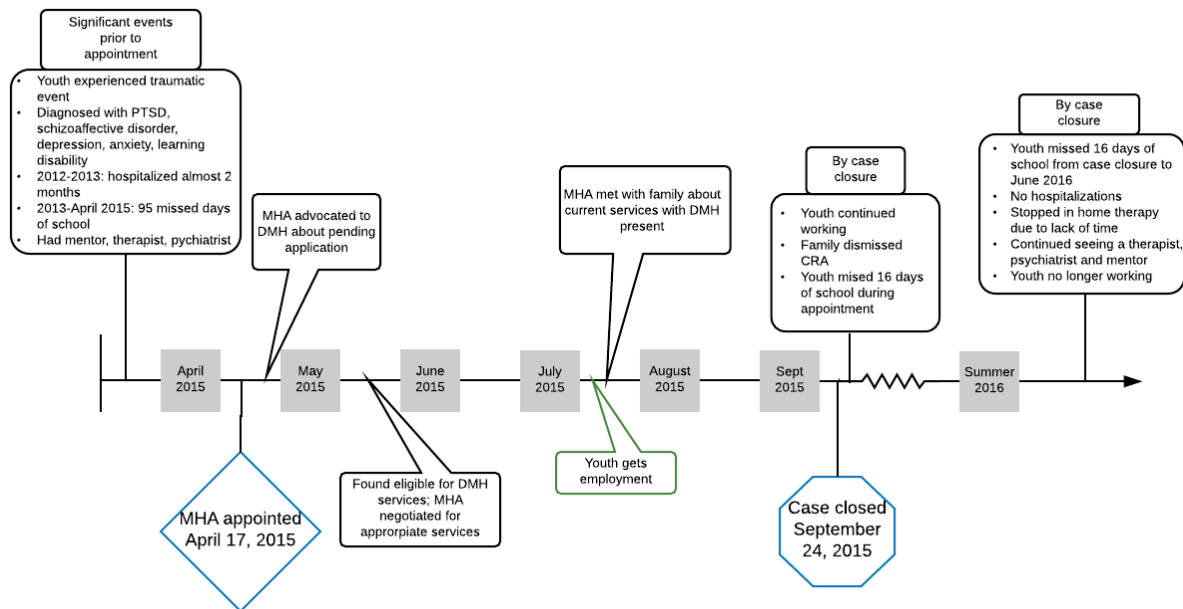 Significant events
prior to
appointment
• Youth experienced traumatic
event
• Diagnosed with PTSD,
schizoaffective disorder,
depression, anxiety, learning
disability
• 2012-2013: hospitalized almost 2
months
• 2013-April 2015: 95 missed days
of school
• Had mentor, therapist, pychiatrist
MHA advocated to
DMH about pending
application
MHA met with family about
current services with DMH
present
By case
closure
• Youth continued
working
• Family dismissed
CRA
• Youth mised 16 days
of school during
appointment
By case
closure
• Youth missed 16 days of
school from case closure to
June 2016
• No hospitalizations
• Stopped in home therapy
due to lack of time
• Continued seeing a therapist,
psychiatrist and mentor
• Youth no longer working
April
2015
May
2015
June
2015
July
2015
August
2015
Sept
2015
Summer
2016
MHA appointed
April 17, 2015
Found eligible for DMH
services; MHA
negotiated for
approrpiate services
Youth gets
employment
Case closed
September
24, 2015